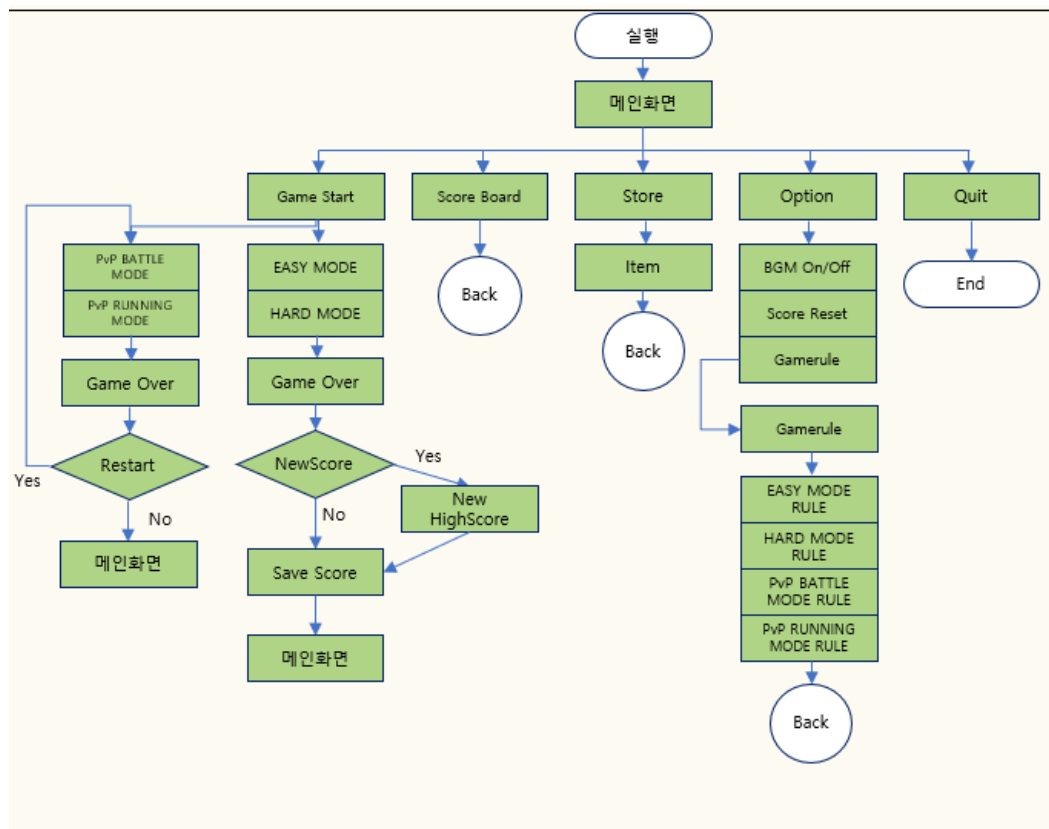 실행
메인화면
Game Start
Score Board
Store
Option
Quit
PvP BATTLE
MODE
PvP RUNNING
MODE
EASY MODE
HARD MODE
Back
Item
Back
BGM On/Off
Score Reset
Gamerule
End
Game Over
Game Over
Gamerule
Restart
Yes
No
NewScore
Yes
No
New
HighScore
EASY MODE
RULE
HARD MODE
RULE
PvP BATTLE
MODE RULE
PvP RUNNING
MODE RULE
메인화면
Save Score
메인화면
Back